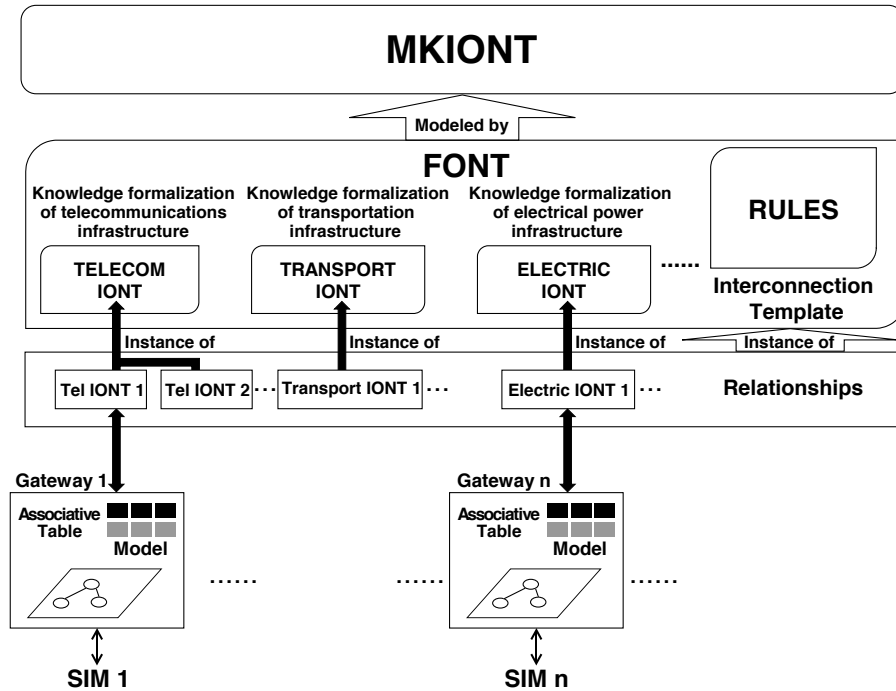 MKIONT
Modeled by
FONT
Knowledge formalization
of telecommunications
infrastructure
Knowledge formalization
of transportation
infrastructure
Knowledge formalization
of electrical power
infrastructure
RULES
TELECOM
IONT
TRANSPORT
IONT
ELECTRIC
IONT
......
Interconnection
Template
Instance of
Instance of
Instance of
Instance of
Tel IONT 1
Tel IONT 2
...
Transport IONT 1
...
Electric IONT 1
...
Relationships
Gateway 1
Associative
Table
Model
SIM 1
......
......
Gateway n
Associative
Table
Model
SIM n
......